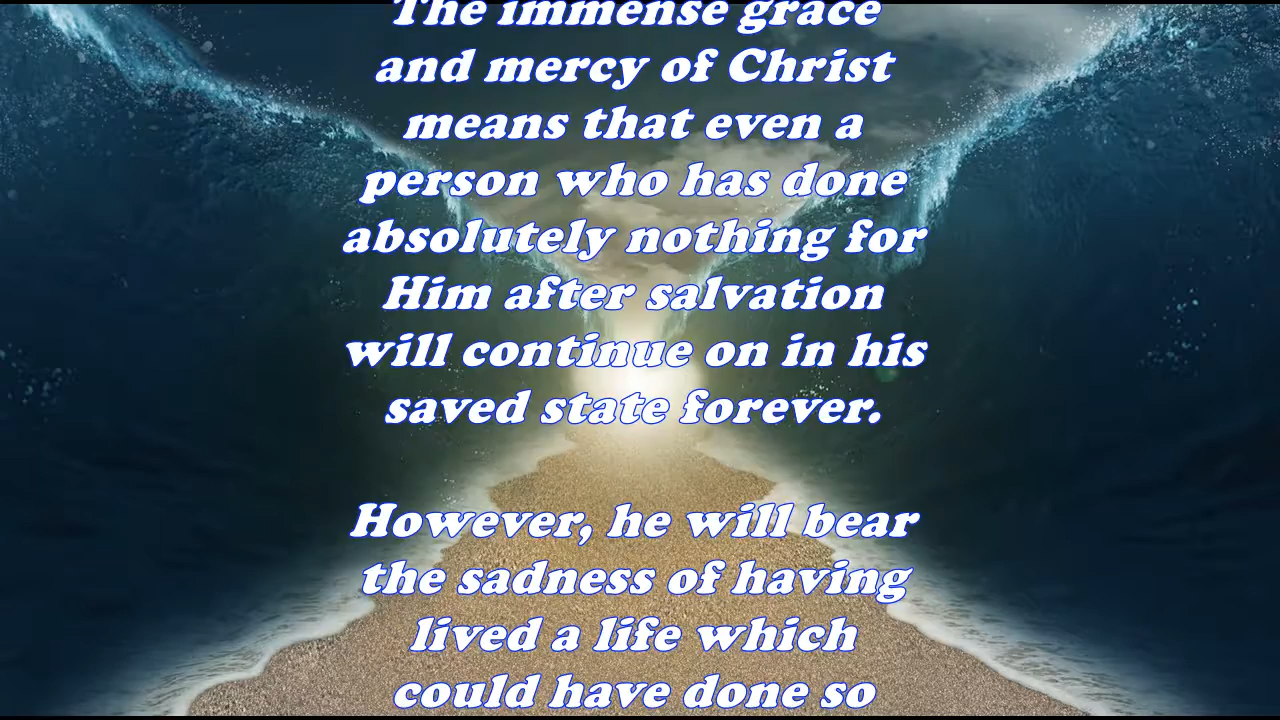 The immense grace
and mercy of Christ
means that even a
person who has done
absolutely nothing for
Him after salvation
will continue on in his
saved state forever.
However, he will bear
the sadness of having
lived a life which
could have done so